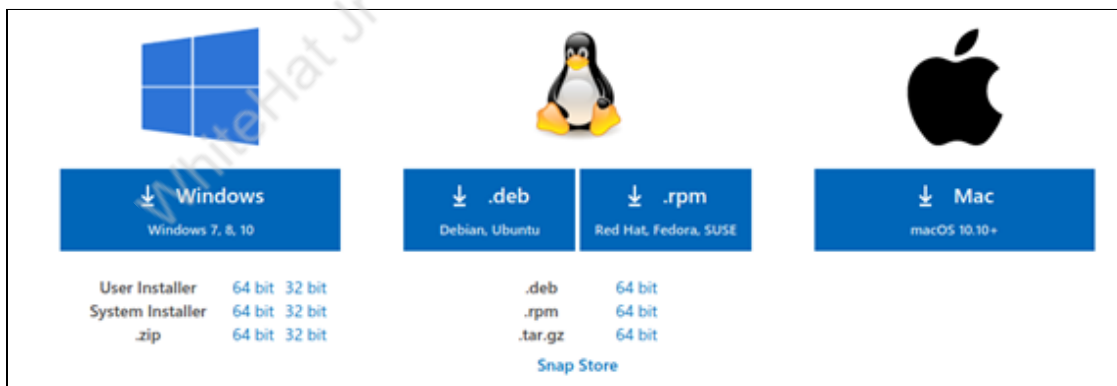 WhiteHat Jr
Windows
Windows 7, 8, 10
.deb
Debian, Ubuntu
.rpm
Red Hat, Fedora, SUSE
Mac
macOS 10.10+
User Installer 64 bit 32 bit
System Installer 64 bit 32 bit
.zip 64 bit 32 bit
.deb 64 bit
.rpm 64 bit
.tar.gz 64 bit
Snap Store